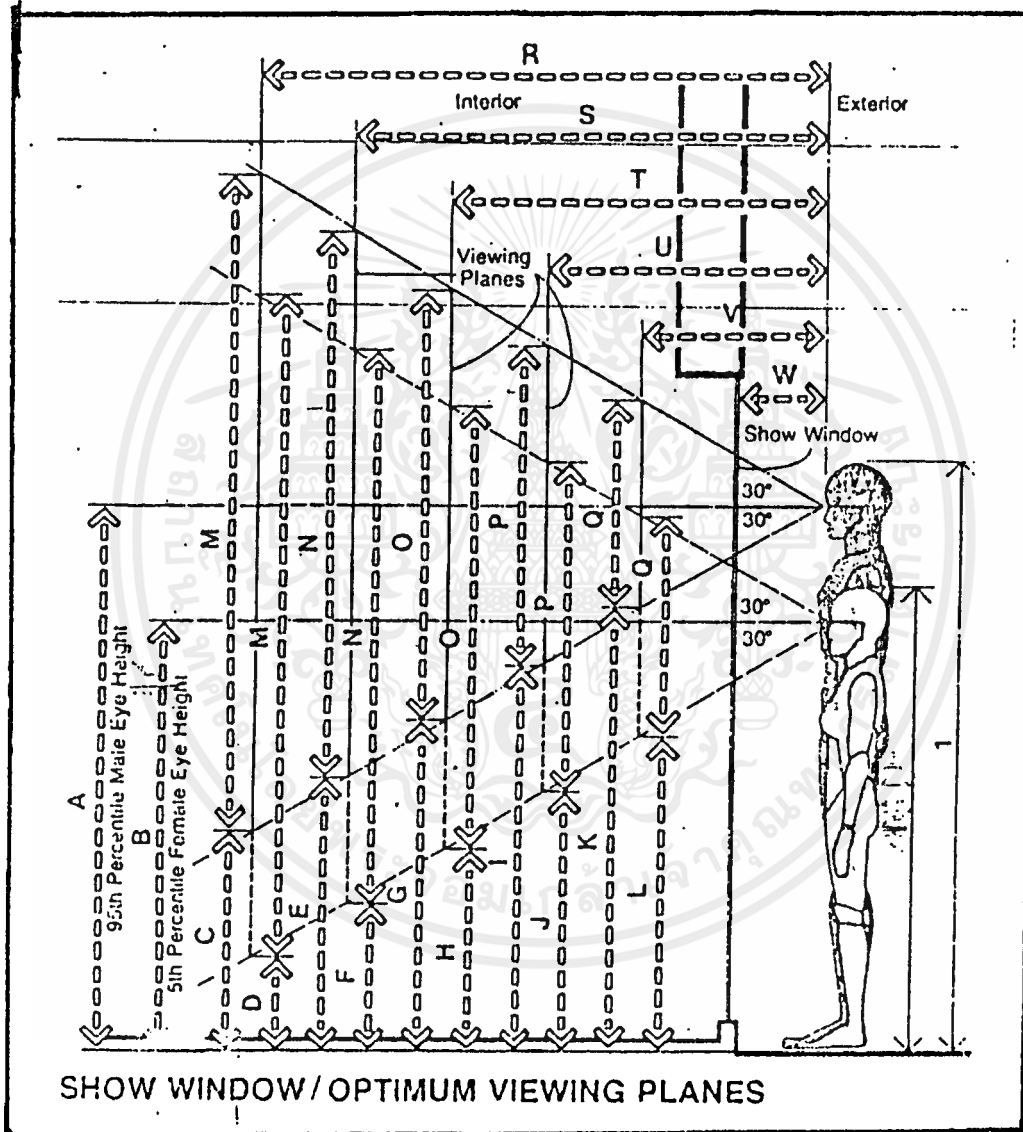 R
Interior
Exterior
S
T
Viewing
Planes
U
V
W
Show Window
30°
30°
30°
30°
M
N
O
P
Q
M
N
O
P
Q
A
95th Percentile Male Eye Height
B
5th Percentile Female Eye Height
C
D
E
F
G
H
I
J
K
L
1
SHOW WINDOW / OPTIMUM VIEWING PLANES